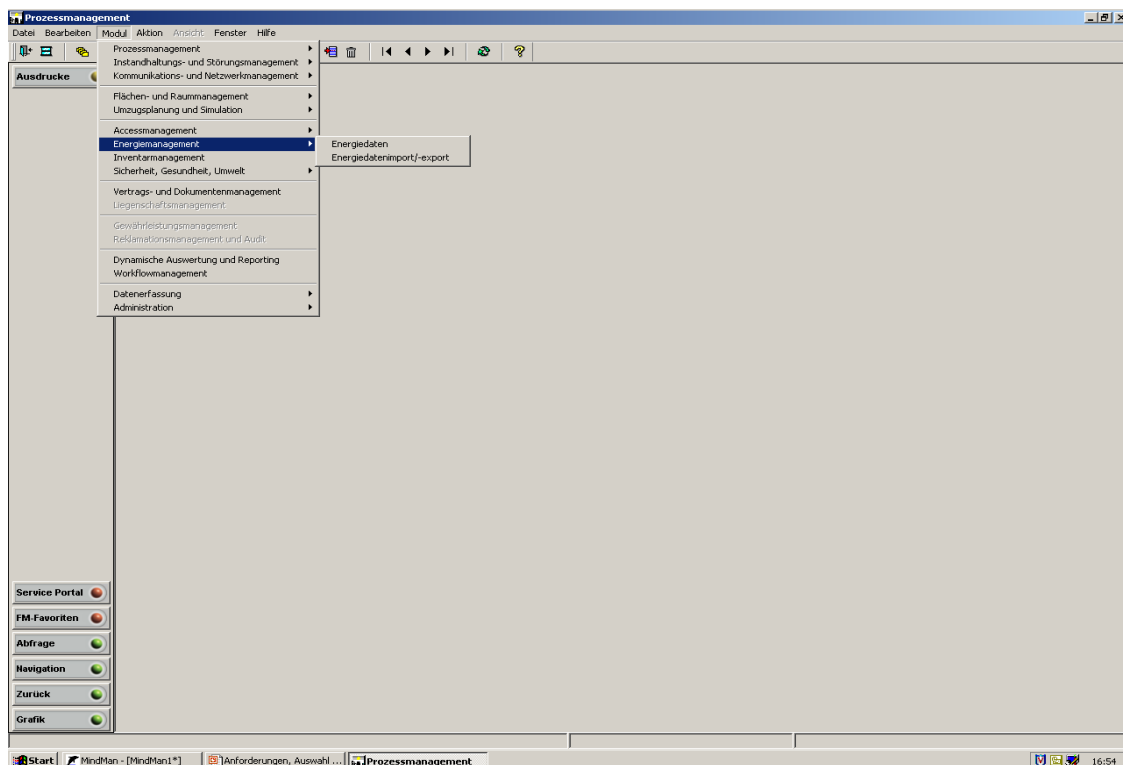 Prozessmanagement
Datei Bearbeiten Modul Aktion Ansicht Fenster Hilfe
Ausdrucke
Prozessmanagement
Instandhaltungs- und Störungsmanagement
Kommunikations- und Netzwerkmanagement
Flächen- und Raummanagement
Umzugsplanung und Simulation
Accessmanagement
Energiemanagement
Inventarmanagement
Sicherheit, Gesundheit, Umwelt
Vertrags- und Dokumentenmanagement
Liegenschaftsmanagement
Gewährleistungsmanagement
Reklamationsmanagement und Audit
Dynamische Auswertung und Reporting
Workflowmanagement
Datenerfassung
Administration
Energiedaten
Energiedatenimport/-export
Service Portal
FM-Favoriten
Abfrage
Navigation
Zurück
Grafik
Start MindMan - [MindMan1*] Anforderungen, Auswahl ... Prozessmanagement 16:54